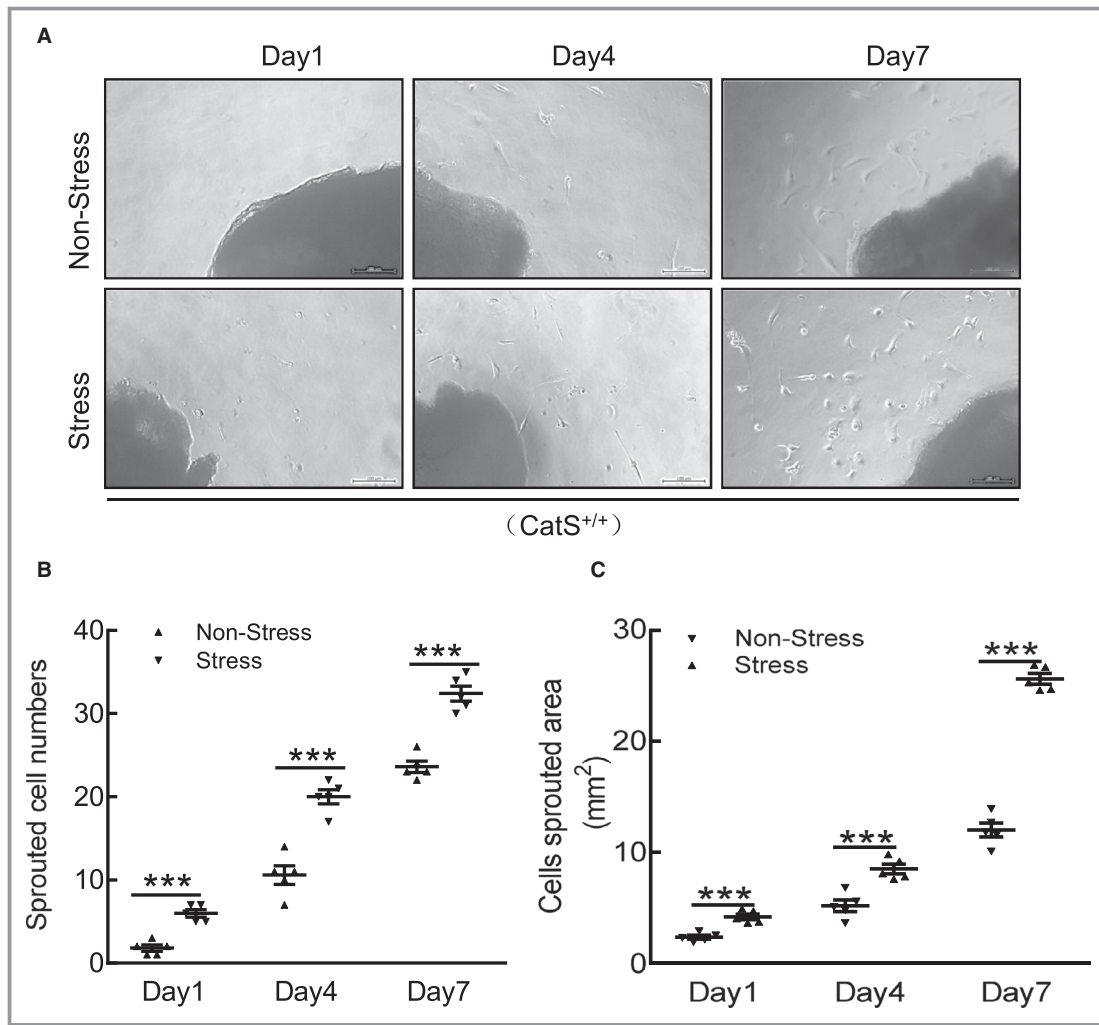 A
Day1 Day4 Day7
Non-Stress
Stress
（CatS+/+）
B
40
30
20
10
0
Sprouted cell numbers
Non-Stress
Stress
***
***
***
Day1 Day4 Day7
C
30
20
10
0
Cells sprouted area
(mm2)
Non-Stress
Stress
***
***
***
Day1 Day4 Day7